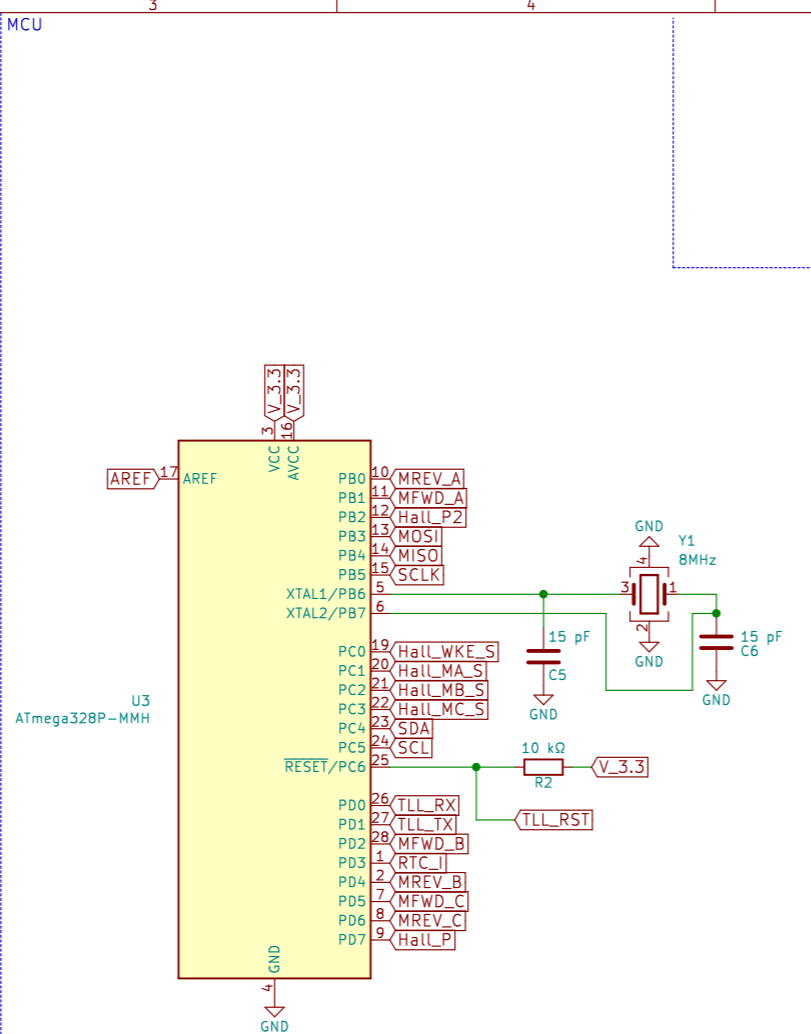 3
4
MCU
V_3.3
V_3.3
3
16
VCC
AVCC
AREF
17
AREF
PB0
10
MREV_A
PB1
11
MFWD_A
PB2
12
Hall_P2
PB3
13
MOSI
PB4
14
MISO
PB5
15
SCLK
XTAL1/PB6
5
XTAL2/PB7
6
GND
4
Y1
8MHz
3
1
2
GND
15 pF
C5
GND
15 pF
C6
GND
PC0
19
Hall_WKE_S
PC1
20
Hall_MA_S
PC2
21
Hall_MB_S
PC3
22
Hall_MC_S
PC4
23
SDA
PC5
24
SCL
RESET/PC6
25
U3
ATmega328P-MMH
10 kΩ
R2
V_3.3
TLL_RST
PD0
26
TLL_RX
PD1
27
TLL_TX
PD2
28
MFWD_B
PD3
1
RTC_I
PD4
2
MREV_B
PD5
7
MFWD_C
PD6
8
MREV_C
PD7
9
Hall_P
GND
4
GND